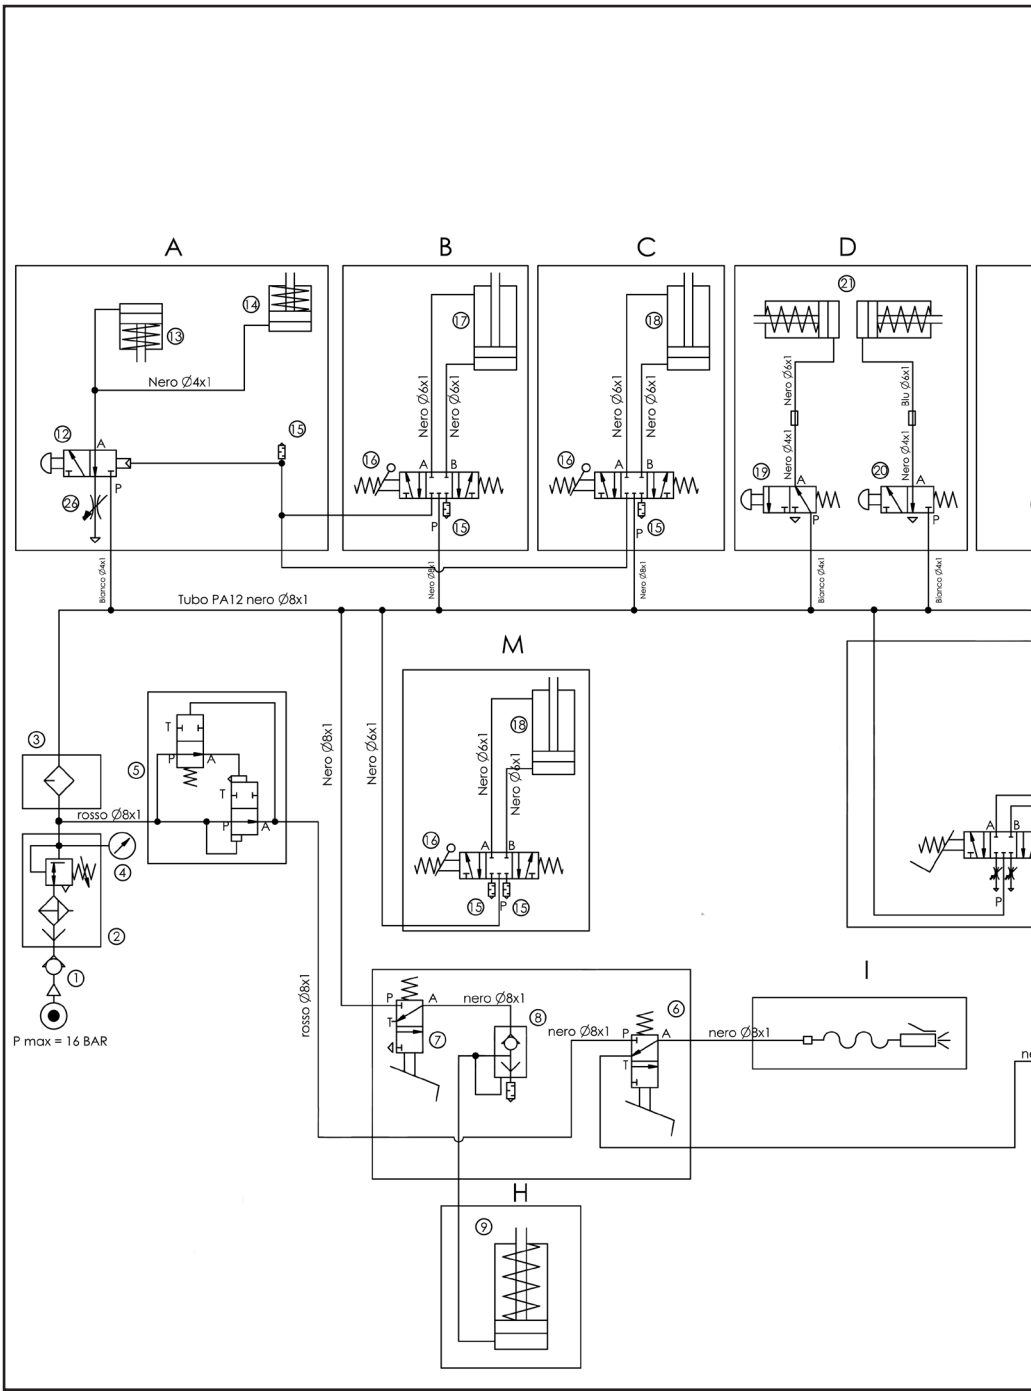 A
B
C
D
21
14
13
17
18
Nero Ø4x1
Nero Ø6x1
Nero Ø6x1
Nero Ø6x1
Nero Ø6x1
Nero Ø6x1
Blu Ø6x1
15
12
A
P
26
16
A
B
P
15
16
A
B
P
15
19
Nero Ø4x1
A
P
20
Nero Ø4x1
A
P
Bianco Ø4x1
Nero Ø8x1
Nero Ø8x1
Bianco Ø4x1
Bianco Ø4x1
Tubo PA12 nero Ø8x1
M
3
5
T
P
A
T
P
A
rosso Ø8x1
4
2
1
P max = 16 BAR
Nero Ø8x1
Nero Ø6x1
Nero Ø6x1
Nero Ø6x1
18
16
A
B
15
P
15
A
B
P
rosso Ø8x1
P
A
T
7
nero Ø8x1
8
nero Ø8x1
6
P
A
T
nero Ø8x1
I
H
9